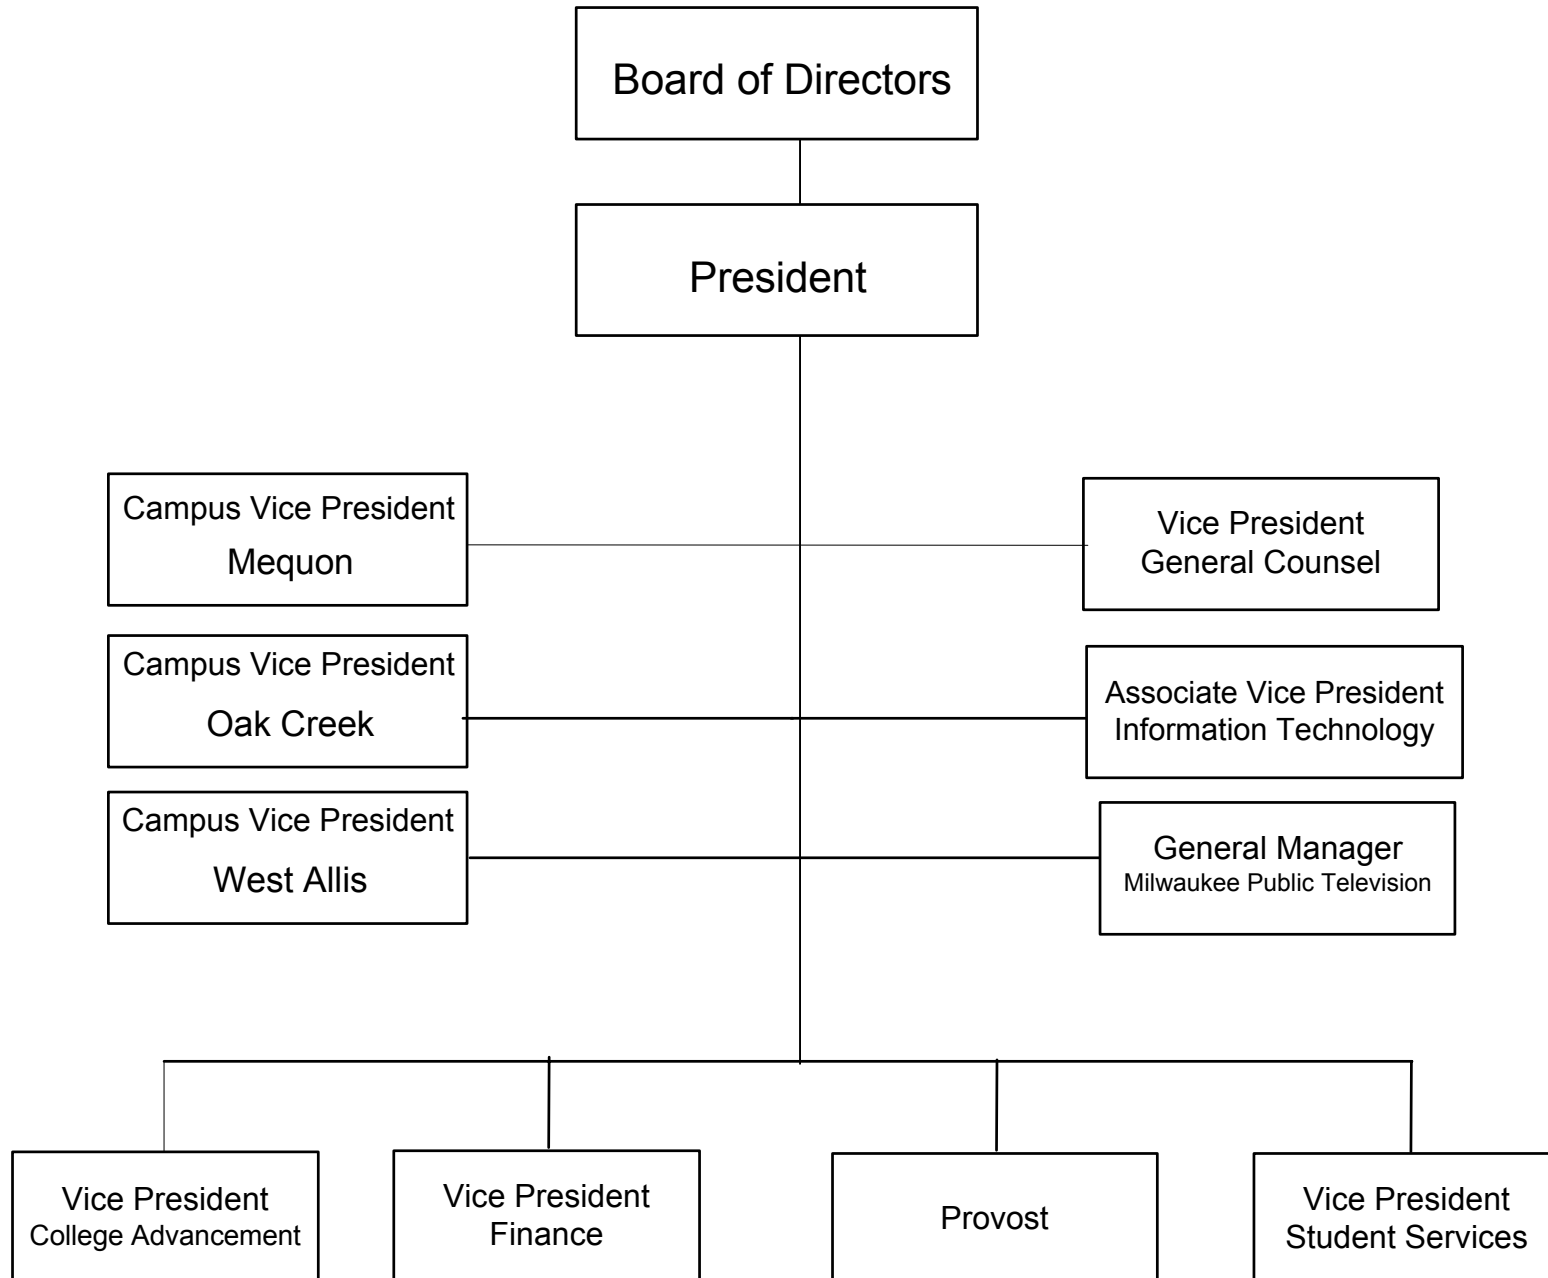 Board of Directors
President
Campus Vice President
Mequon
Vice President
General Counsel
Campus Vice President
Oak Creek
Associate Vice President
Information Technology
Campus Vice President
West Allis
General Manager
Milwaukee Public Television
Vice President
College Advancement
Vice President
Finance
Provost
Vice President
Student Services